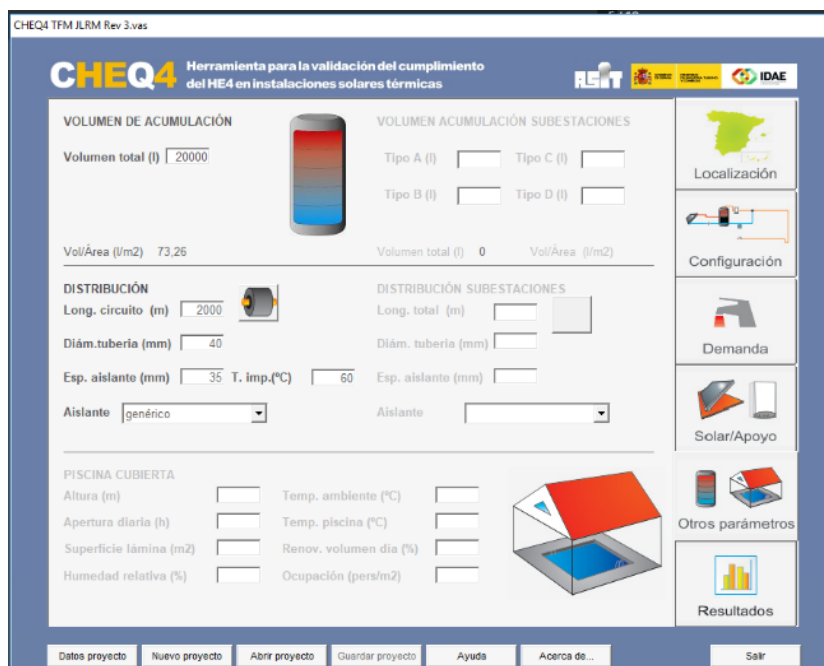 CHEQ4 TFM JLRM Rev 3.vas
CHEQ4
Herramienta para la validación del cumplimiento
del HE4 en instalaciones solares térmicas
ASIT
IDAE
VOLUMEN DE ACUMULACIÓN
Volumen total (l) 20000
Vol/Área (l/m2) 73,26
VOLUMEN ACUMULACIÓN SUBESTACIONES
Tipo A (l) Tipo C (l)
Tipo B (l) Tipo D (l)
Volumen total (l) 0 Vol/Área (l/m2)
DISTRIBUCIÓN
Long. circuito (m) 2000
Diám.tuberia (mm) 40
Esp. aislante (mm) 35 T. imp.(ºC) 60
Aislante genérico
DISTRIBUCIÓN SUBESTACIONES
Long. total (m)
Diám. tuberia (mm)
Esp. aislante (mm)
Aislante
PISCINA CUBIERTA
Altura (m) Temp. ambiente (ºC)
Apertura diaria (h) Temp. piscina (ºC)
Superficie lámina (m2) Renov. volumen día (%)
Humedad relativa (%) Ocupación (pers/m2)
Localización
Configuración
Demanda
Solar/Apoyo
Otros parámetros
Resultados
Datos proyecto Nuevo proyecto Abrir proyecto Guardar proyecto Ayuda Acerca de... Salir